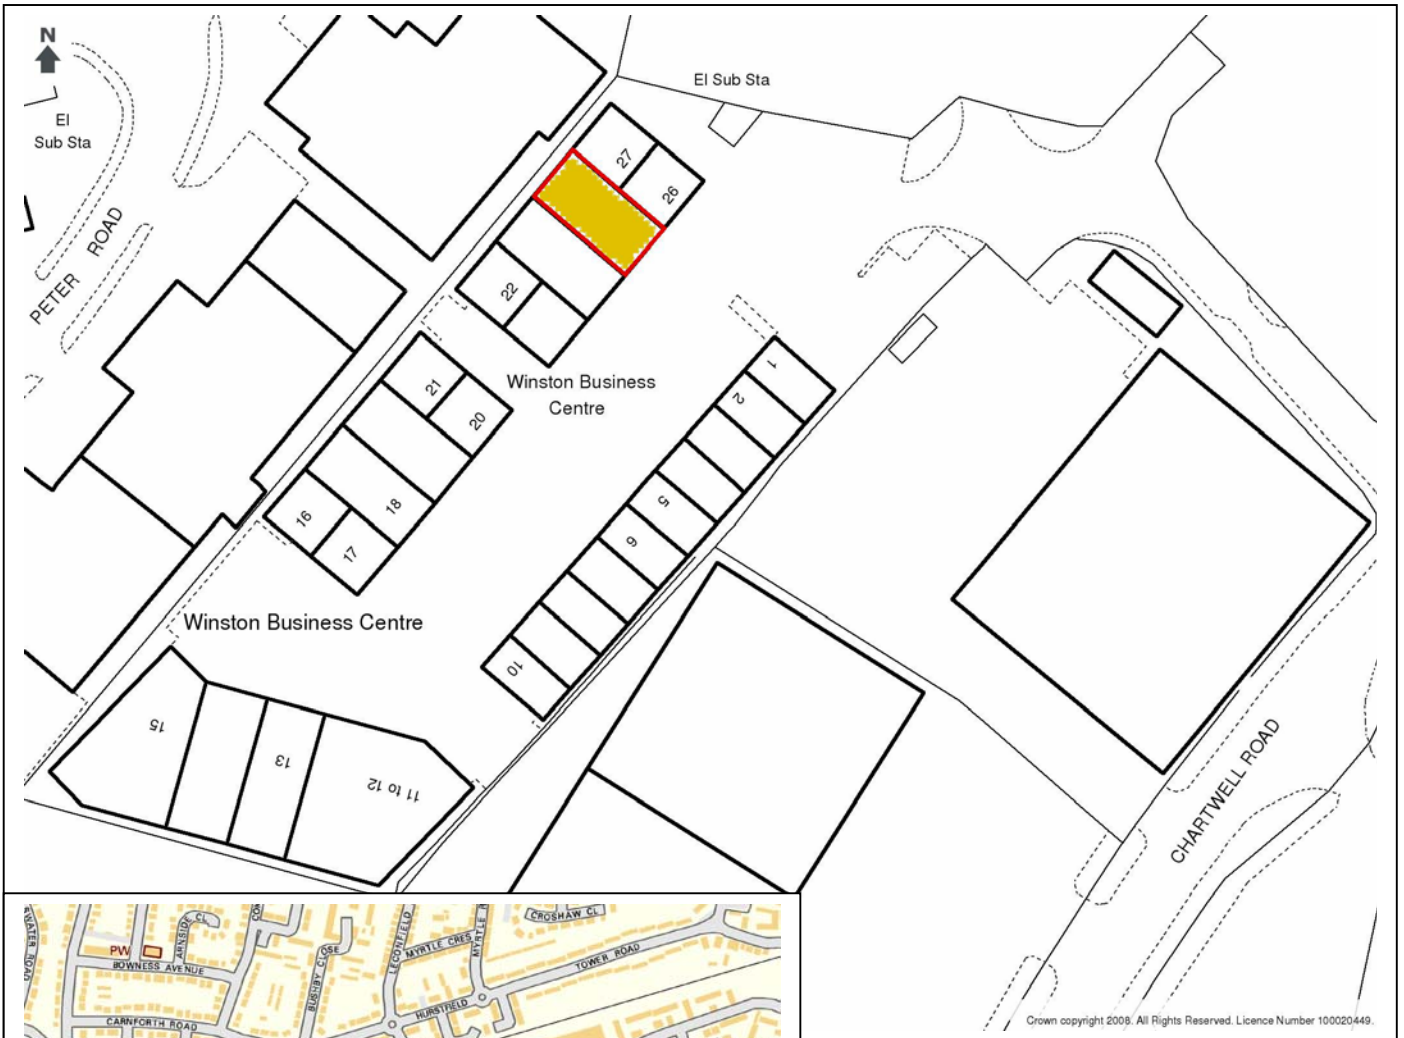 N
El Sub Sta
El
Sub Sta
27
26
PETER ROAD
22
Winston Business
Centre
1
2
21
20
5
6
18
16
17
Winston Business Centre
10
15
13
11 to 12
CHARTWELL ROAD
Crown copyright 2008. All Rights Reserved. Licence Number 100020449.
CROSHAW CL
ARNSIDE CL
PW
BOWNESS AVENUE
BUSHBY CLOSE
LECONFIELD
MYRTLE CRES
MYRTLE
TOWER ROAD
HURSTFIELD
CARNFORTH ROAD